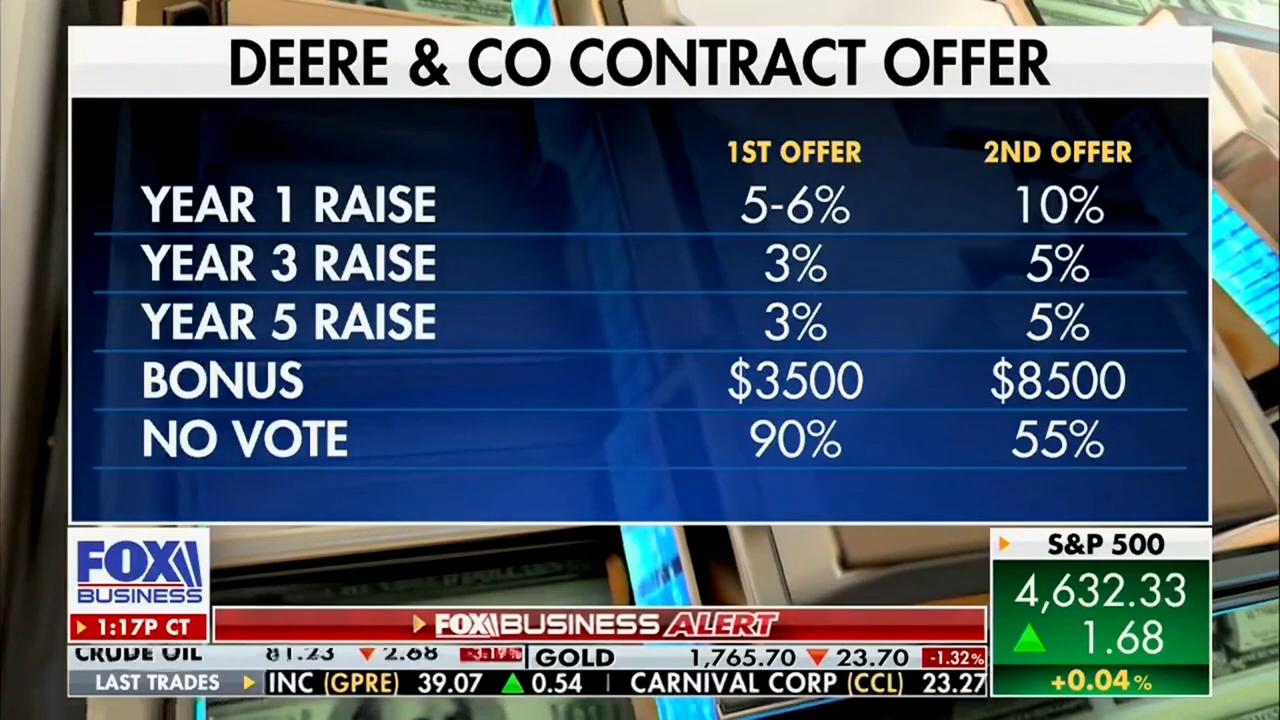 DEERE & CO CONTRACT OFFER
1ST OFFER 2ND OFFER
YEAR 1 RAISE 5-6% 10%
YEAR 3 RAISE 3% 5%
YEAR 5 RAISE 3% 5%
BONUS $3500 $8500
NO VOTE 90% 55%
FOX
BUSINESS
1:17P CT
FOX BUSINESS ALERT
S&P 500
4,632.33
1.68
+0.04%
CRUDE OIL 81.23 2.68 -3.19% GOLD 1,765.70 23.70 -1.32%
LAST TRADES INC (GPRE) 39.07 0.54 CARNIVAL CORP (CCL) 23.27